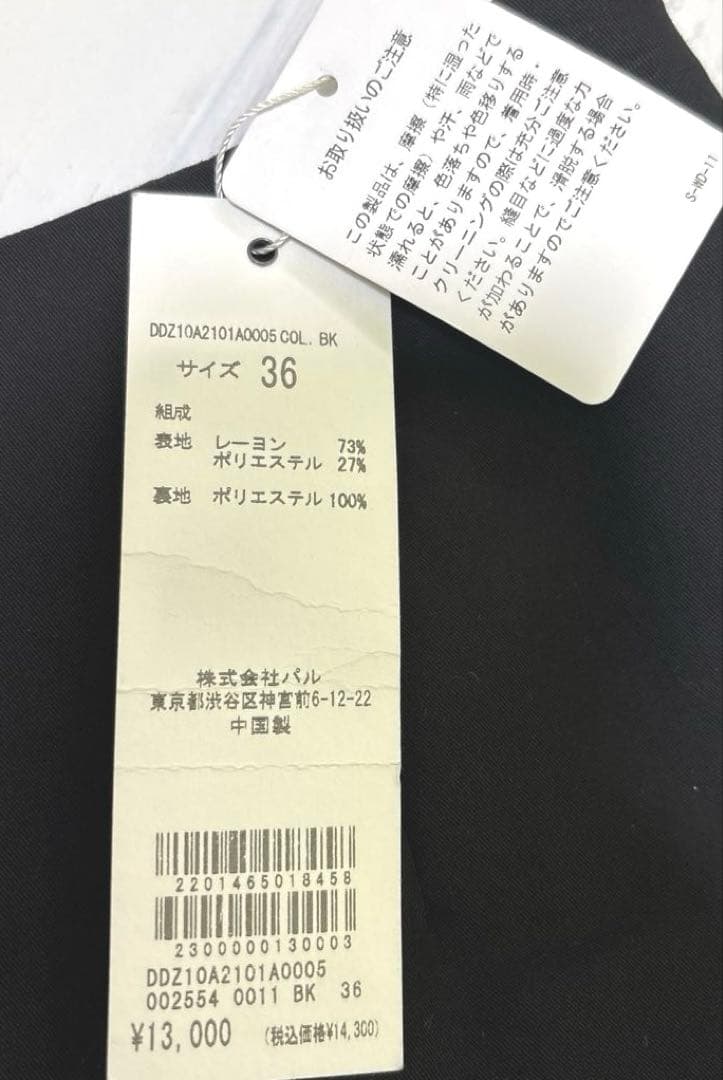 お取り扱いのご注意
この製品は、摩擦（特に湿った
状態での摩擦）や汗、雨などで
濡れると、色落ちや色移りする
ことがありますので、着用時・
クリーニングの際は充分ご注意
ください。縫目などに過度な力
が加わることで、滑脱する場合
がありますのでご注意ください。
S-WD-11
DDZ10A2101A0005 COL. BK
サイズ 36
組成
表地 レーヨン 73%
ポリエステル 27%
裏地 ポリエステル 100%
株式会社パル
東京都渋谷区神宮前6-12-22
中国製
2201465018458
2300000130003
DDZ10A2101A0005
002554 0011 BK 36
¥13,000 (税込価格¥14,300)